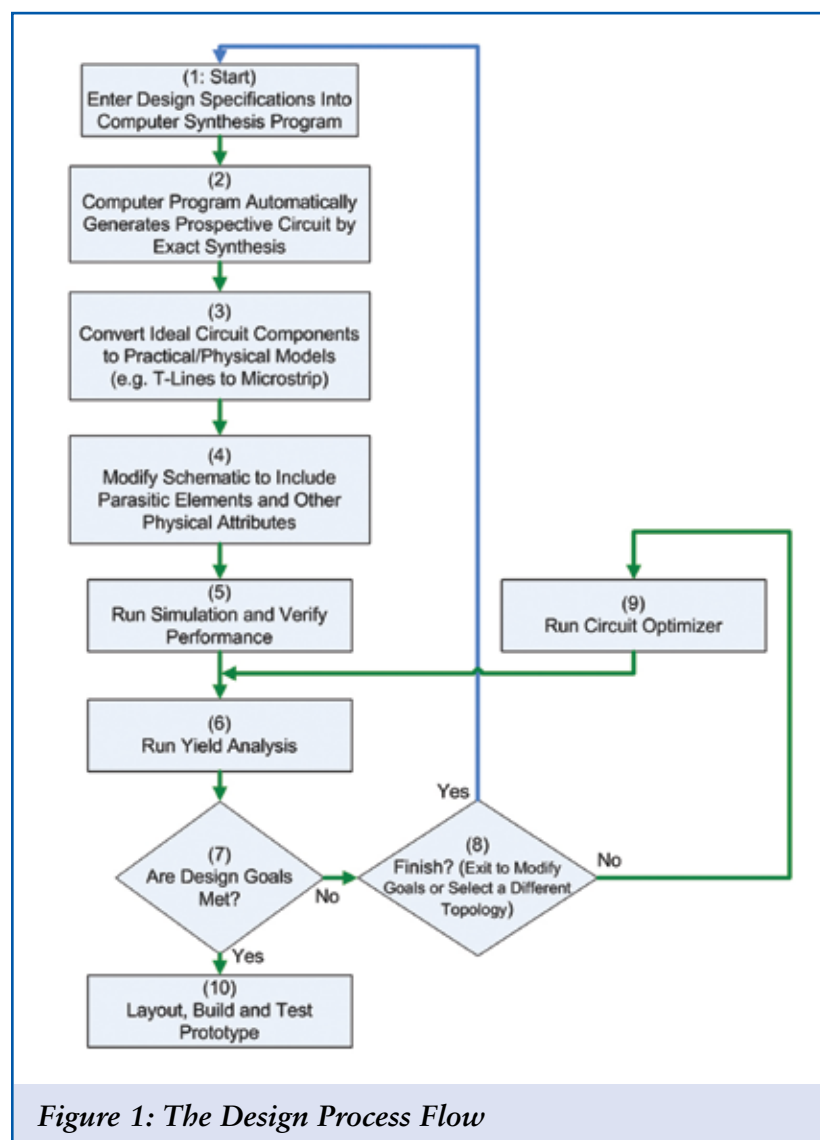 (1: Start)
Enter Design Specifications Into
Computer Synthesis Program
(2)
Computer Program Automatically
Generates Prospective Circuit by
Exact Synthesis
(3)
Convert Ideal Circuit Components
to Practical/Physical Models
(e.g. T-Lines to Microstrip)
(4)
Modify Schematic to Include
Parasitic Elements and Other
Physical Attributes
(5)
Run Simulation and Verify
Performance
(9)
Run Circuit Optimizer
(6)
Run Yield Analysis
(7)
Are Design Goals
Met?
No
Yes
(8)
Finish? (Exit to Modify
Goals or Select a Different
Topology)
No
Yes
(10)
Layout, Build and Test
Prototype
Figure 1: The Design Process Flow